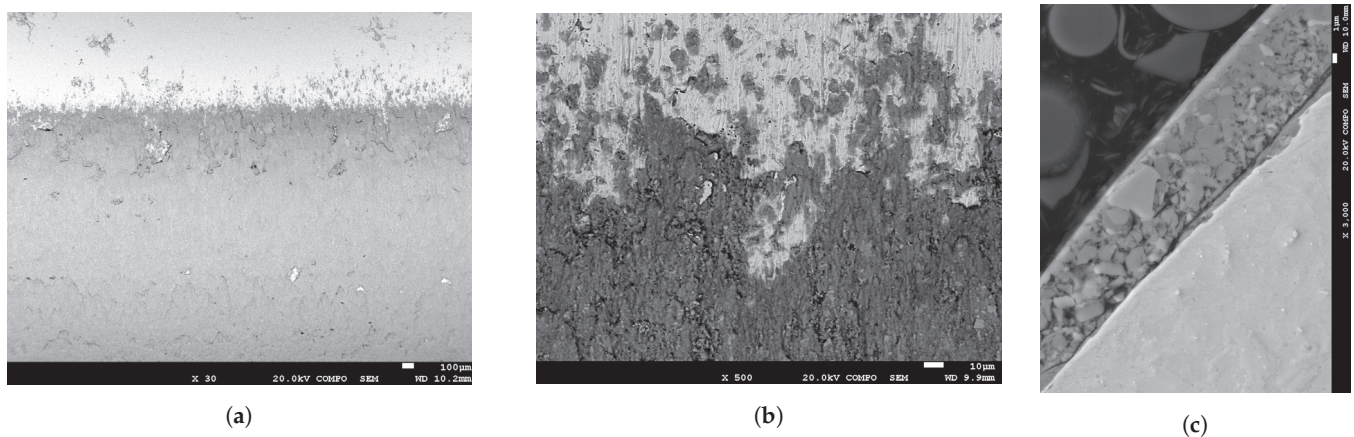 100µm
X 30 20.0kV COMPO SEM WD 10.2mm
(a)
10µm
X 500 20.0kV COMPO SEM WD 9.9mm
(b)
1µm
X 3,000 20.0kV COMPO SEM WD 10.0mm
(c)